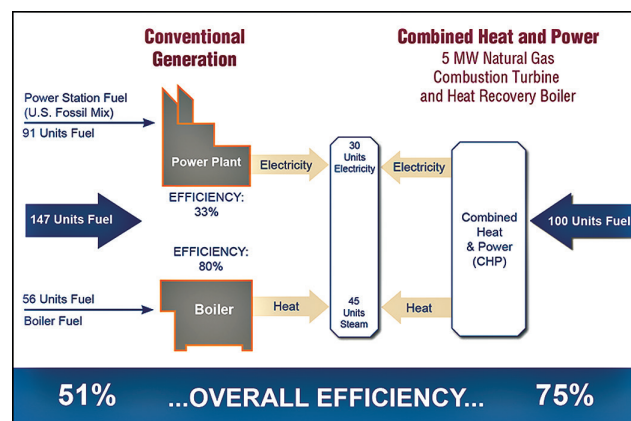 Conventional
Generation
Combined Heat and Power
5 MW Natural Gas
Combustion Turbine
and Heat Recovery Boiler
Power Station Fuel
(U.S. Fossil Mix)
91 Units Fuel
Power Plant
Electricity
30
Units
Electricity
Electricity
EFFICIENCY:
33%
147 Units Fuel
Combined
Heat
& Power
(CHP)
100 Units Fuel
EFFICIENCY:
80%
56 Units Fuel
Boiler Fuel
Boiler
Heat
45
Units
Steam
Heat
51% ...OVERALL EFFICIENCY... 75%